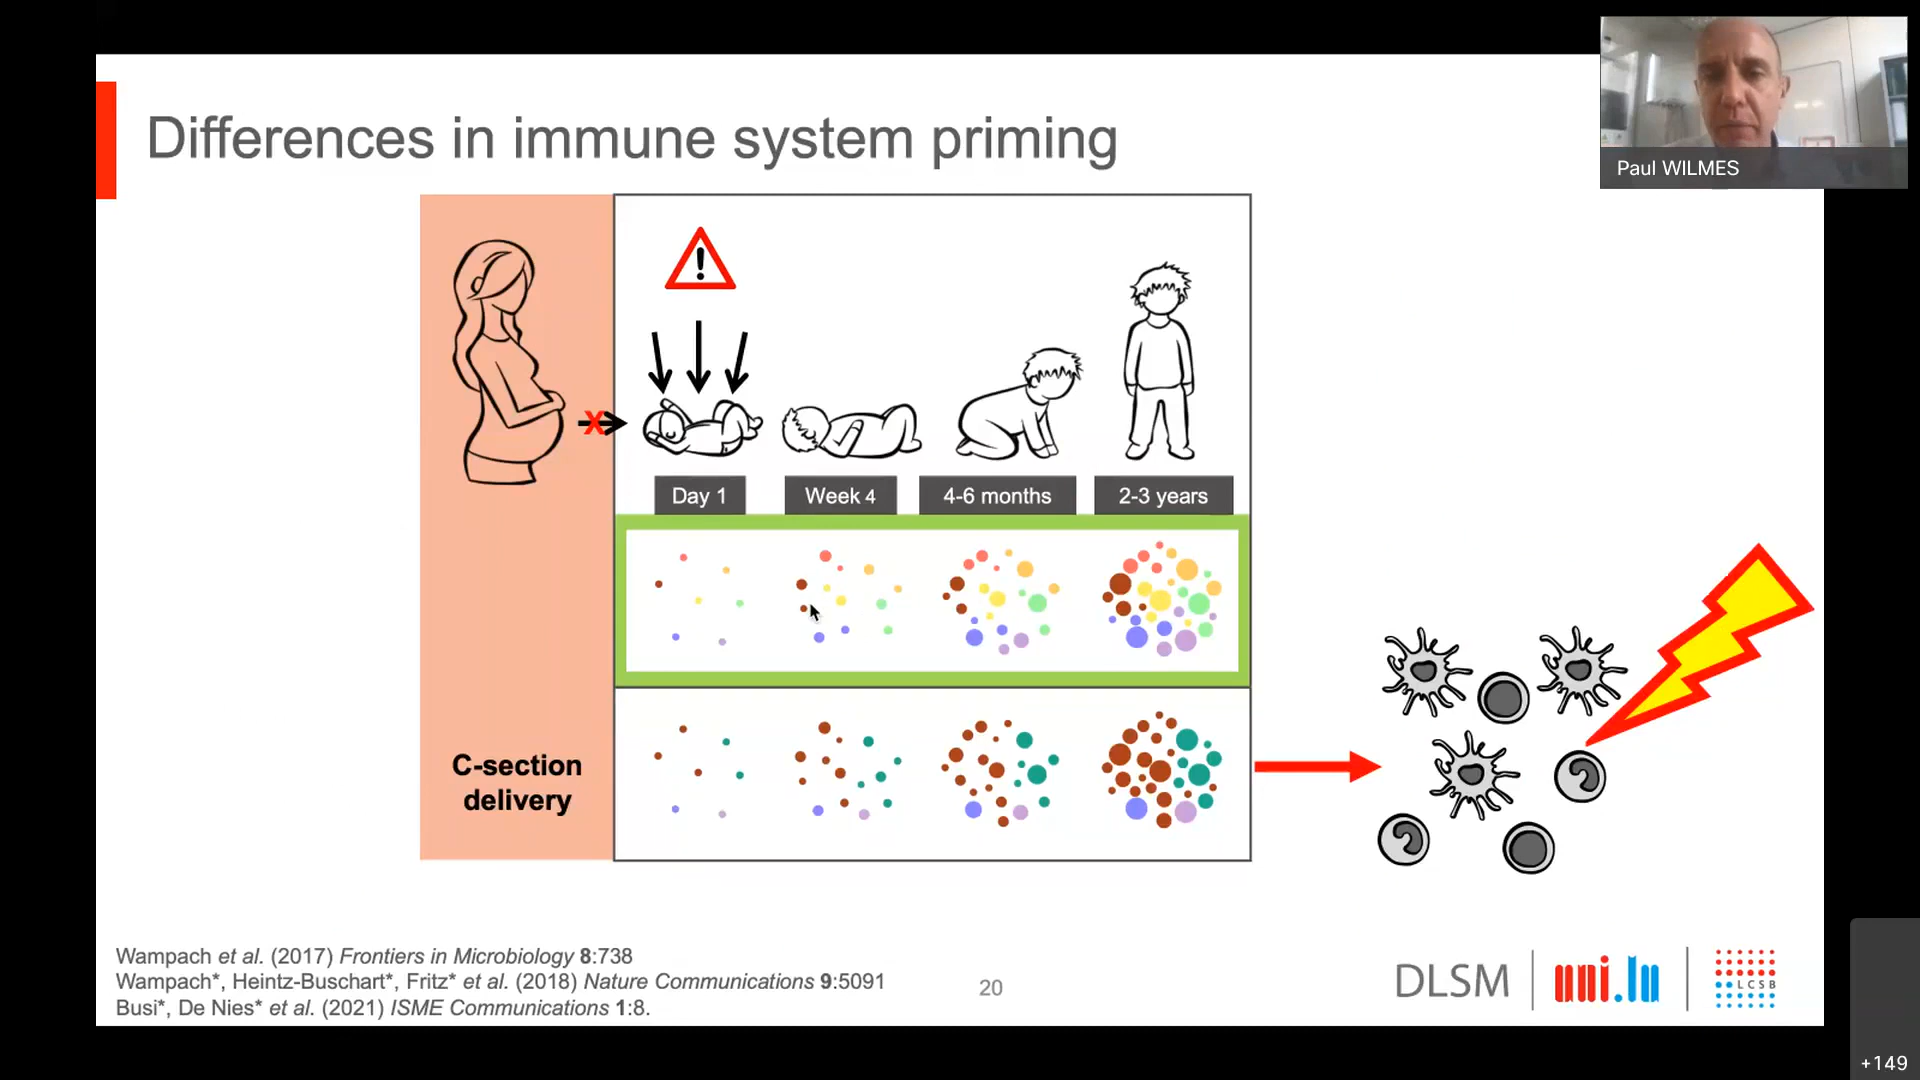 Differences in immune system priming
Paul WILMES
!
X
Day 1
Week 4
4-6 months
2-3 years
C-section
delivery
Wampach et al. (2017) Frontiers in Microbiology 8:738
Wampach*, Heintz-Buschart*, Fritz* et al. (2018) Nature Communications 9:5091
Busi*, De Nies* et al. (2021) ISME Communications 1:8.
20
DLSM
uni.lu
LCSB
+149